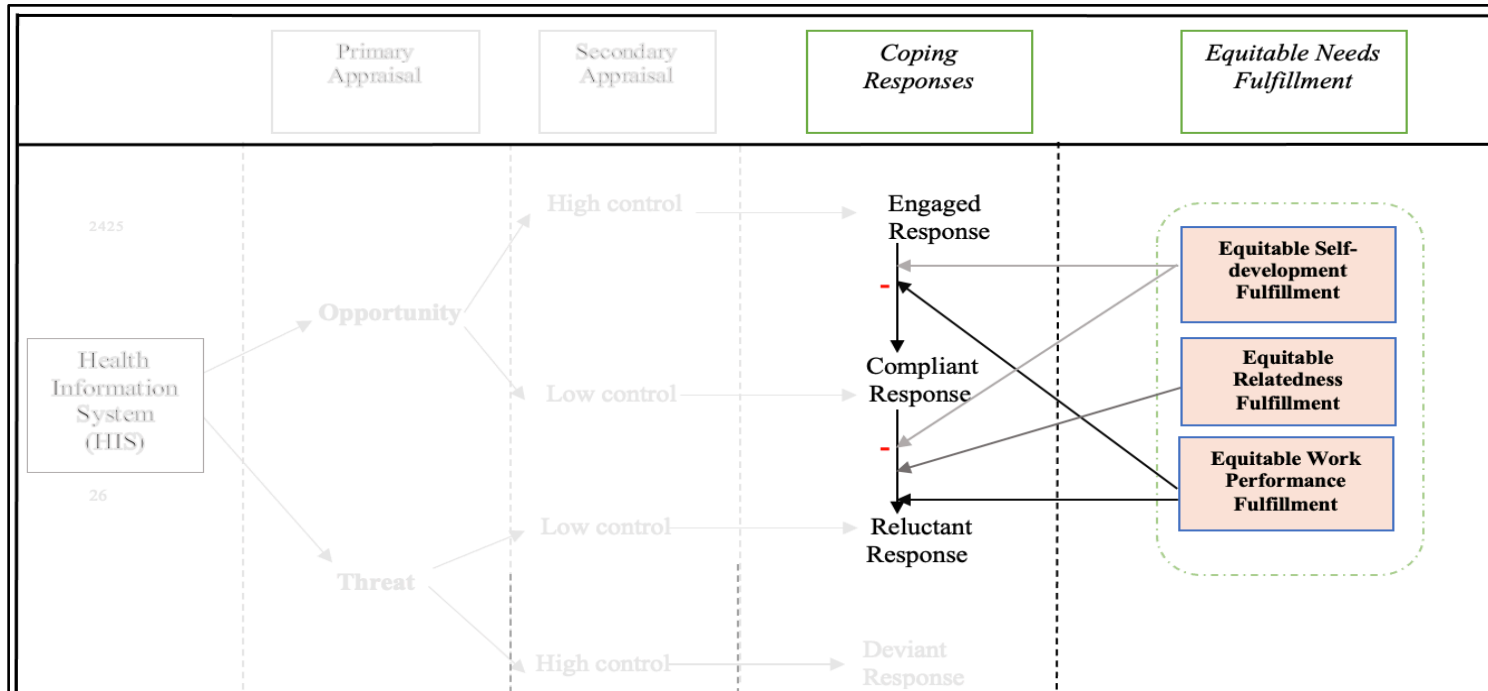 Primary
Appraisal
Secondary
Appraisal
Coping
Responses
Equitable Needs
Fulfillment
2425
Health
Information
System
(HIS)
26
Opportunity
Threat
High control
Low control
Low control
High control
Engaged
Response
-
Compliant
Response
-
Reluctant
Response
Deviant
Response
Equitable Self-
development
Fulfillment
Equitable
Relatedness
Fulfillment
Equitable Work
Performance
Fulfillment